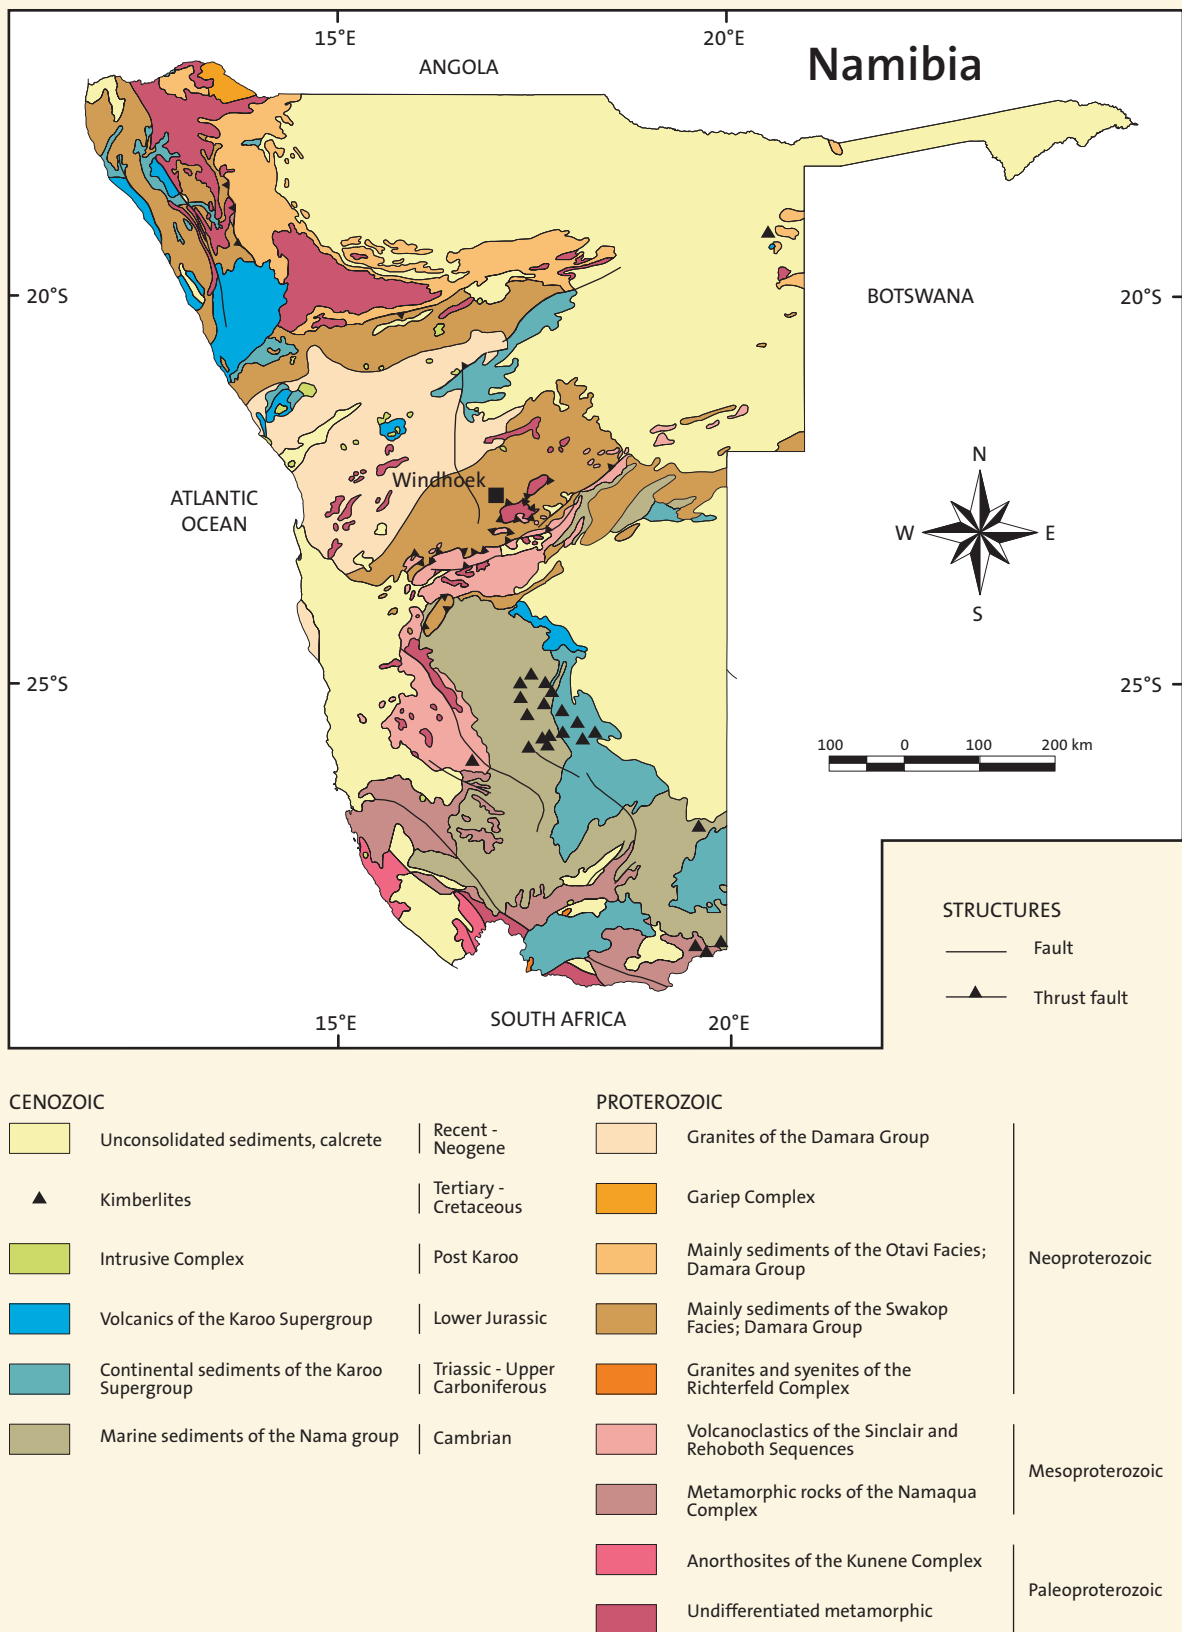 15°E
20°E
Namibia
ANGOLA
20°S
BOTSWANA
20°S
N
Windhoek
ATLANTIC
OCEAN
W
E
S
25°S
25°S
100 0 100 200 km
STRUCTURES
Fault
Thrust fault
15°E
SOUTH AFRICA
20°E
CENOZOIC
Unconsolidated sediments, calcrete
Recent -
Neogene
Kimberlites
Tertiary -
Cretaceous
Intrusive Complex
Post Karoo
Volcanics of the Karoo Supergroup
Lower Jurassic
Continental sediments of the Karoo
Supergroup
Triassic - Upper
Carboniferous
Marine sediments of the Nama group
Cambrian
PROTEROZOIC
Granites of the Damara Group
Gariep Complex
Mainly sediments of the Otavi Facies;
Damara Group
Mainly sediments of the Swakop
Facies; Damara Group
Granites and syenites of the
Richterfeld Complex
Neoproterozoic
Volcanoclastics of the Sinclair and
Rehoboth Sequences
Metamorphic rocks of the Namaqua
Complex
Mesoproterozoic
Anorthosites of the Kunene Complex
Undifferentiated metamorphic
Paleoproterozoic